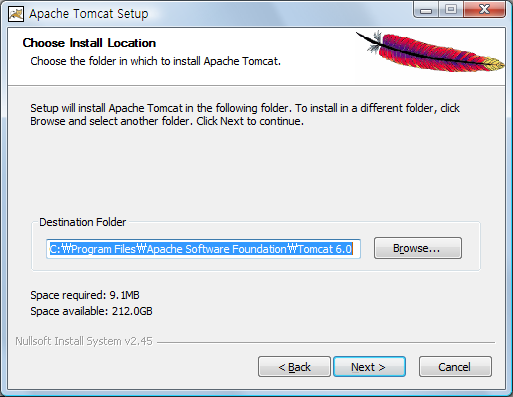 Apache Tomcat Setup
Choose Install Location
Choose the folder in which to install Apache Tomcat.
Setup will install Apache Tomcat in the following folder. To install in a different folder, click
Browse and select another folder. Click Next to continue.
Destination Folder
C:₩Program Files₩Apache Software Foundation₩Tomcat 6.0
Browse...
Space required: 9.1MB
Space available: 212.0GB
Nullsoft Install System v2.45
< Back
Next >
Cancel